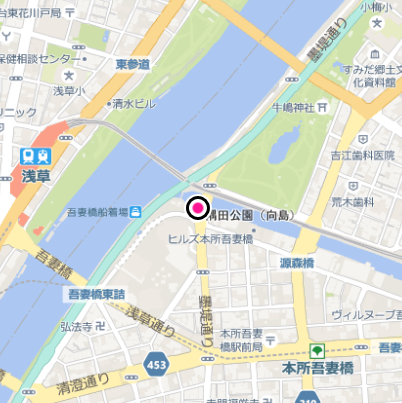 台東花川戸局
保健相談センター
東参道
浅草小
清水ビル
墨堤通り
小梅小
すみだ郷土文
化資料館
牛嶋神社
リニック
浅草
吉江歯科医院
荒木歯科
吾妻橋船着場
隅田公園（向島）
ヒルズ本所吾妻橋
源森橋
吾妻橋
吾妻橋東詰
浅草通り
墨堤通り
弘法寺
ヴィルヌーブ吾
本所吾妻
橋駅前局
吾妻
本所吾妻橋
453
清澄通り